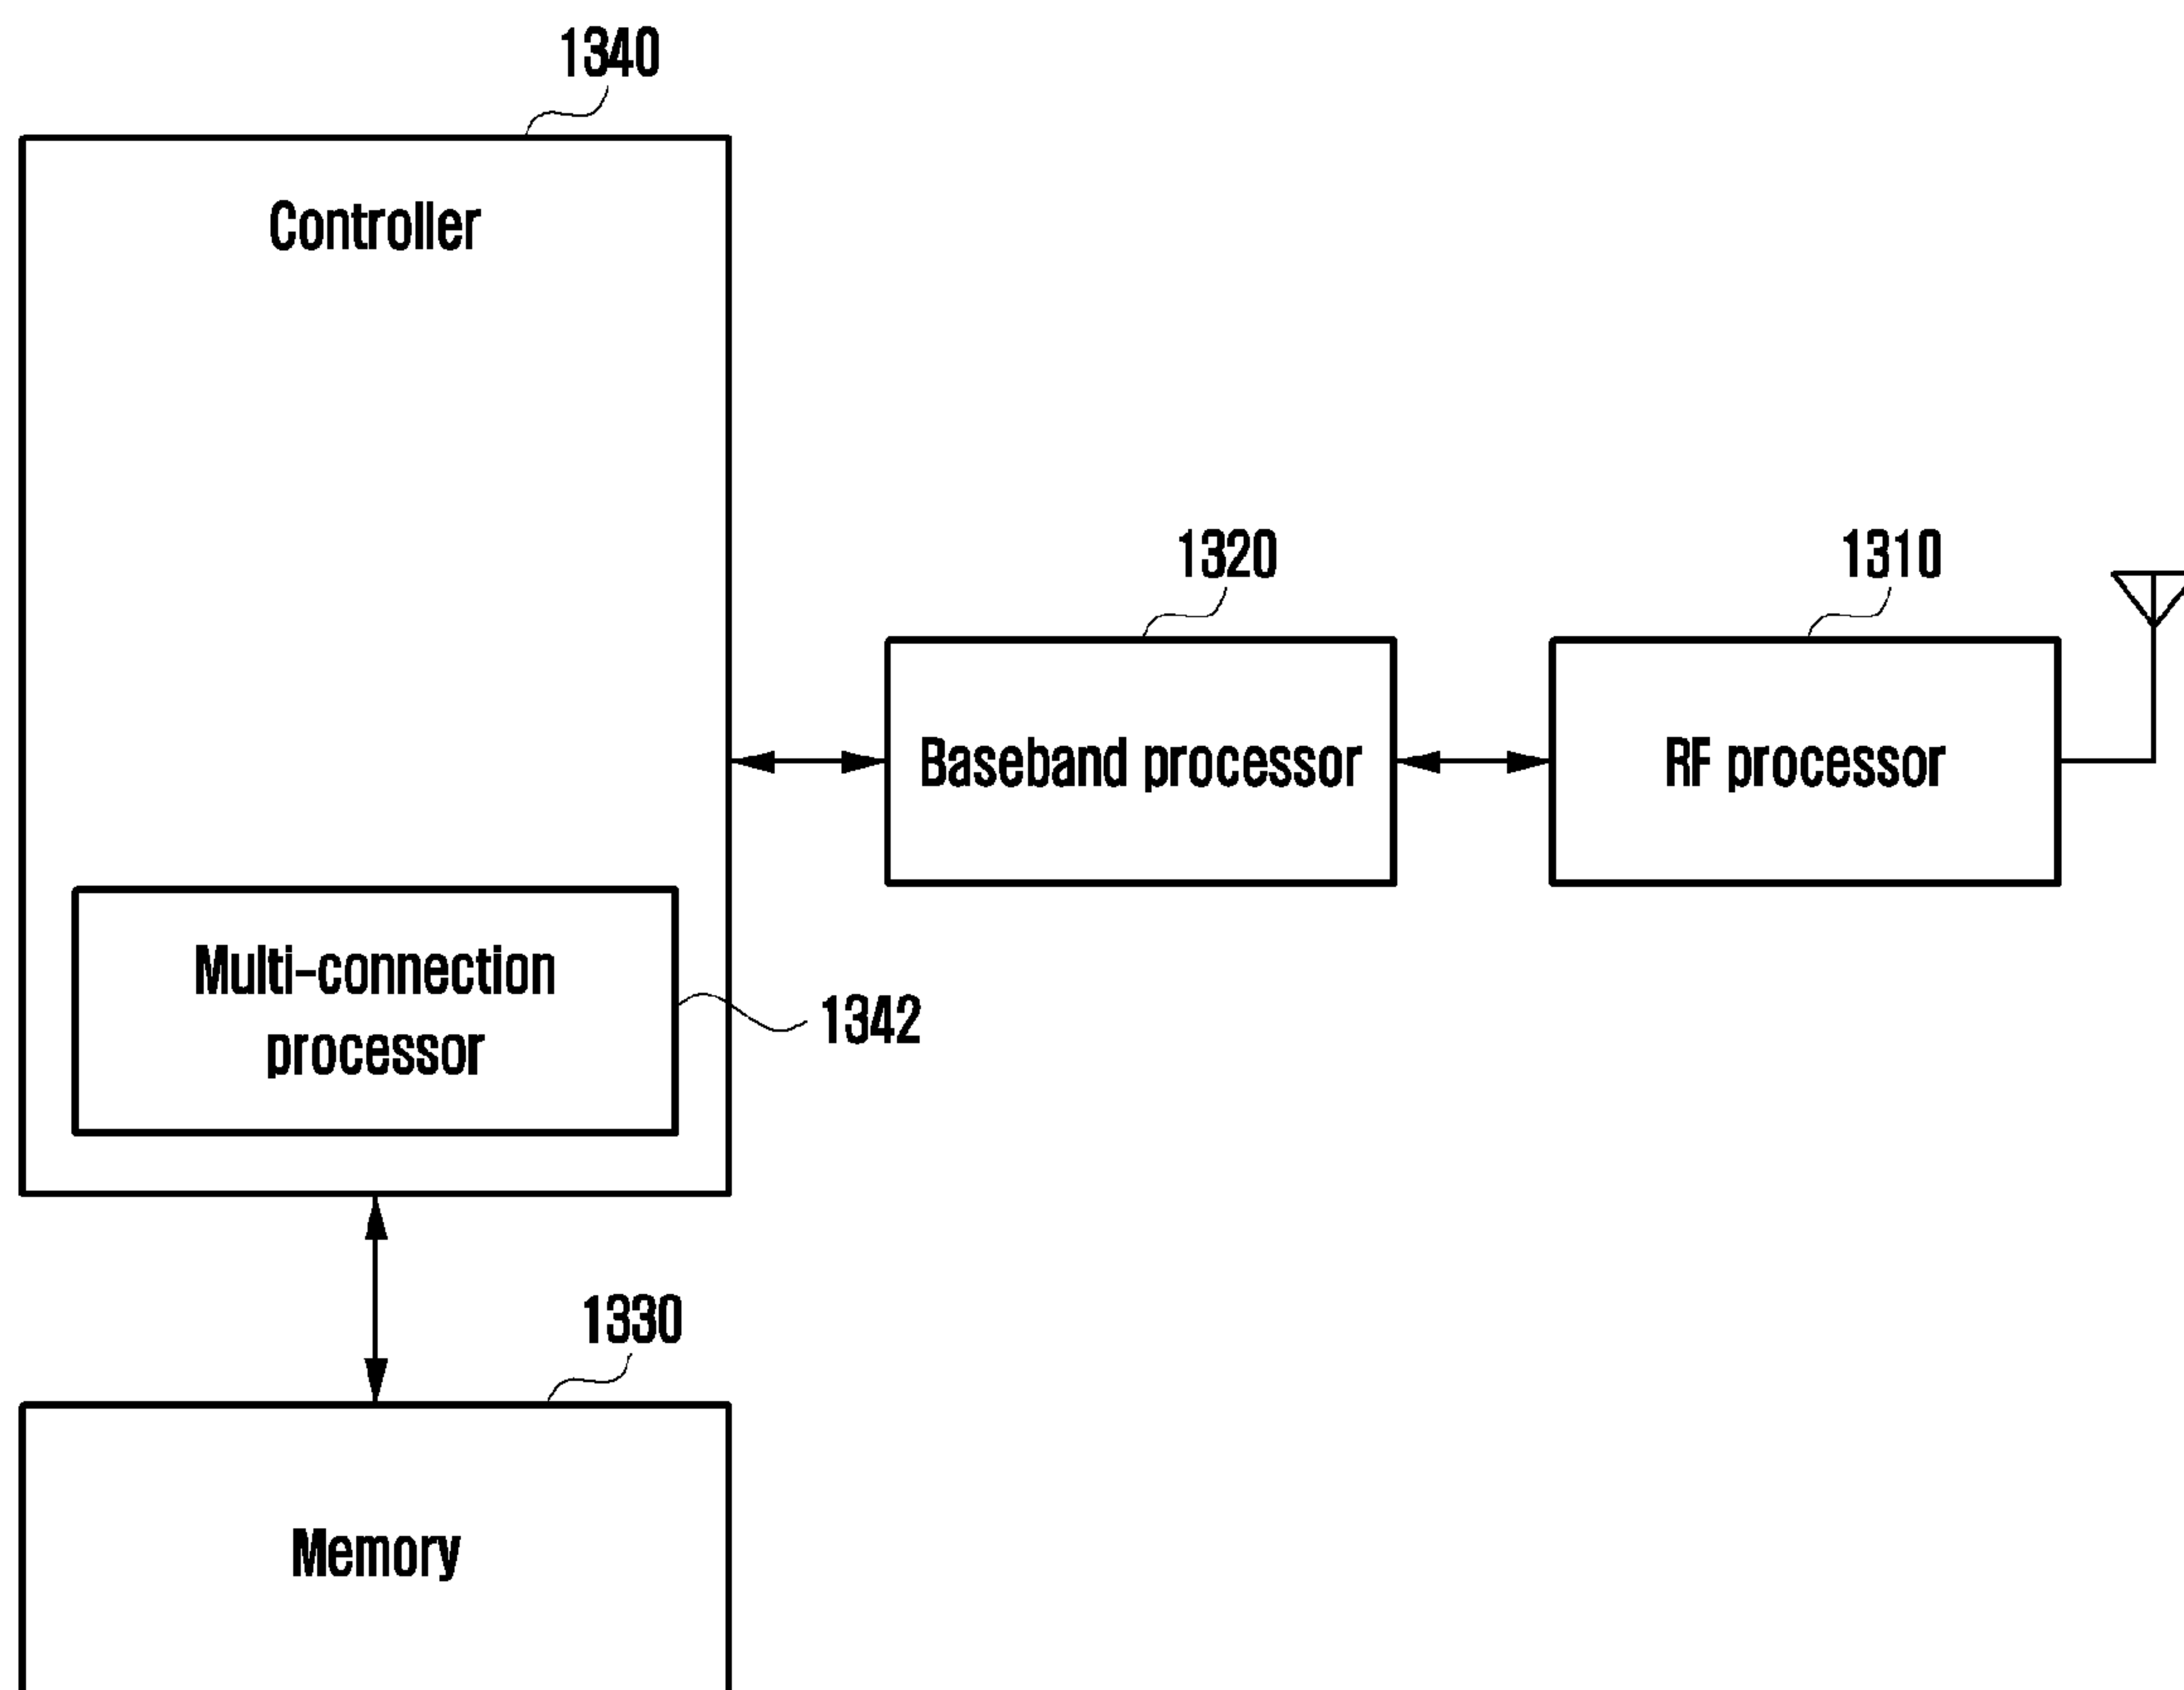 1340
Controller
1320
1310
Baseband processor
RF processor
Multi-connection
processor
1342
1330
Memory